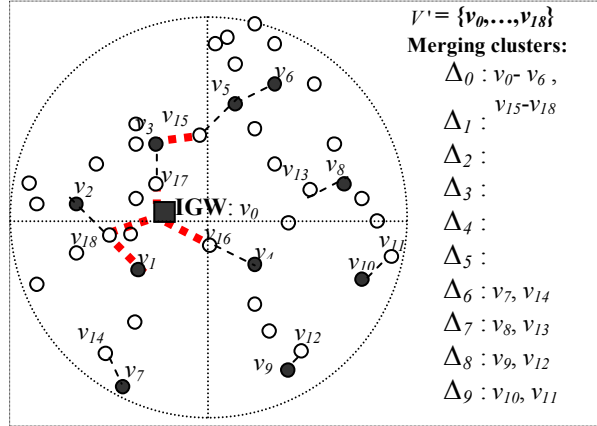 V' = {v0,…,v18}
Merging clusters:
Δ0 : v0- v6 ,
v15-v18
Δ1 :
Δ2 :
Δ3 :
Δ4 :
Δ5 :
Δ6 : v7, v14
Δ7 : v8, v13
Δ8 : v9, v12
Δ9 : v10, v11
v6
v5
v15
v3
v13
v8
v17
v2
IGW: v0
v18
v16
v11
v4
v1
v10
v14
v12
v9
v7